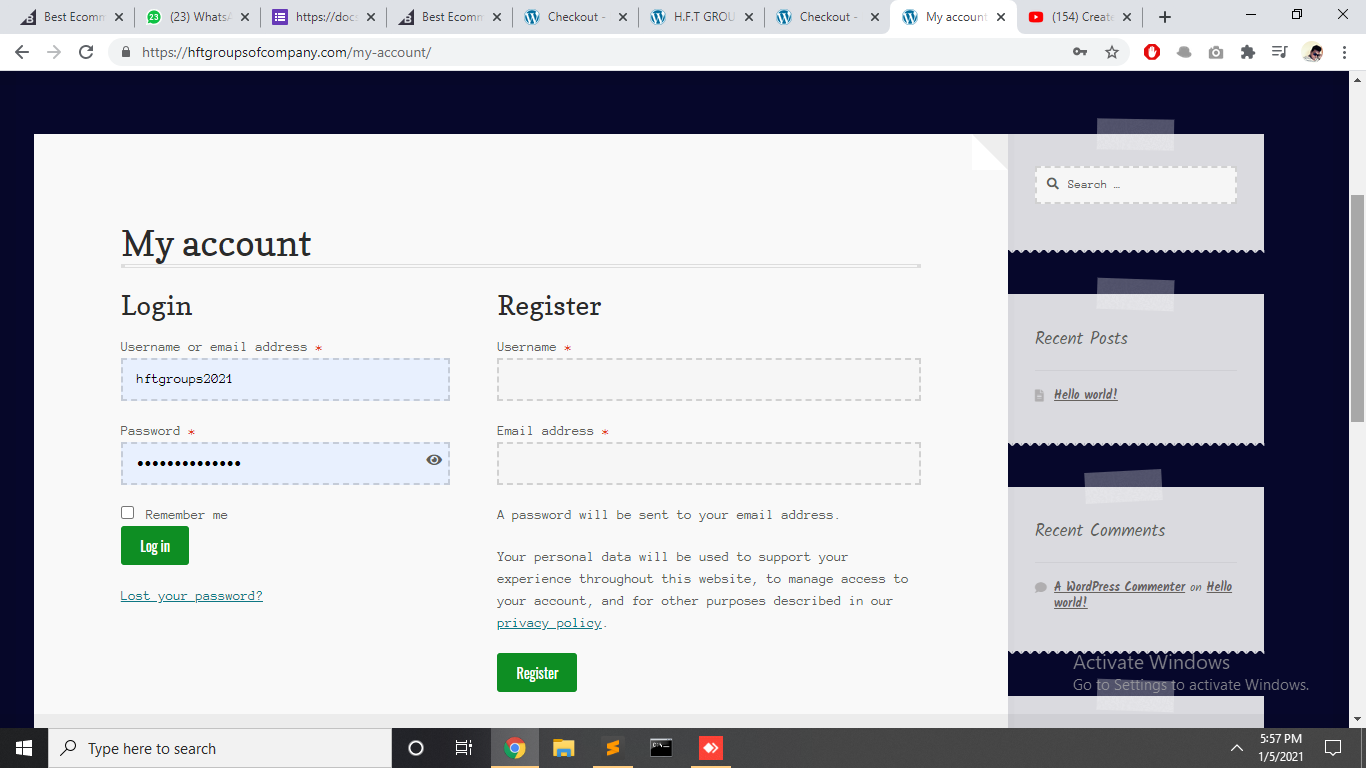 Best Ecomm
(23) WhatsA
https://docs
Best Ecomm
Checkout -
H.F.T GROU
Checkout -
My account
(154) Create
https://hftgroupsofcompany.com/my-account/
Search …
My account
Login
Register
Username or email address *
hftgroups2021
Username *
Password *
••••••••••••••
Email address *
Remember me
Log in
Lost your password?
A password will be sent to your email address.
Your personal data will be used to support your
experience throughout this website, to manage access to
your account, and for other purposes described in our
privacy policy.
Register
Recent Posts
Hello world!
Recent Comments
A WordPress Commenter on Hello
world!
Activate Windows
Go to Settings to activate Windows.
Type here to search
5:57 PM
1/5/2021